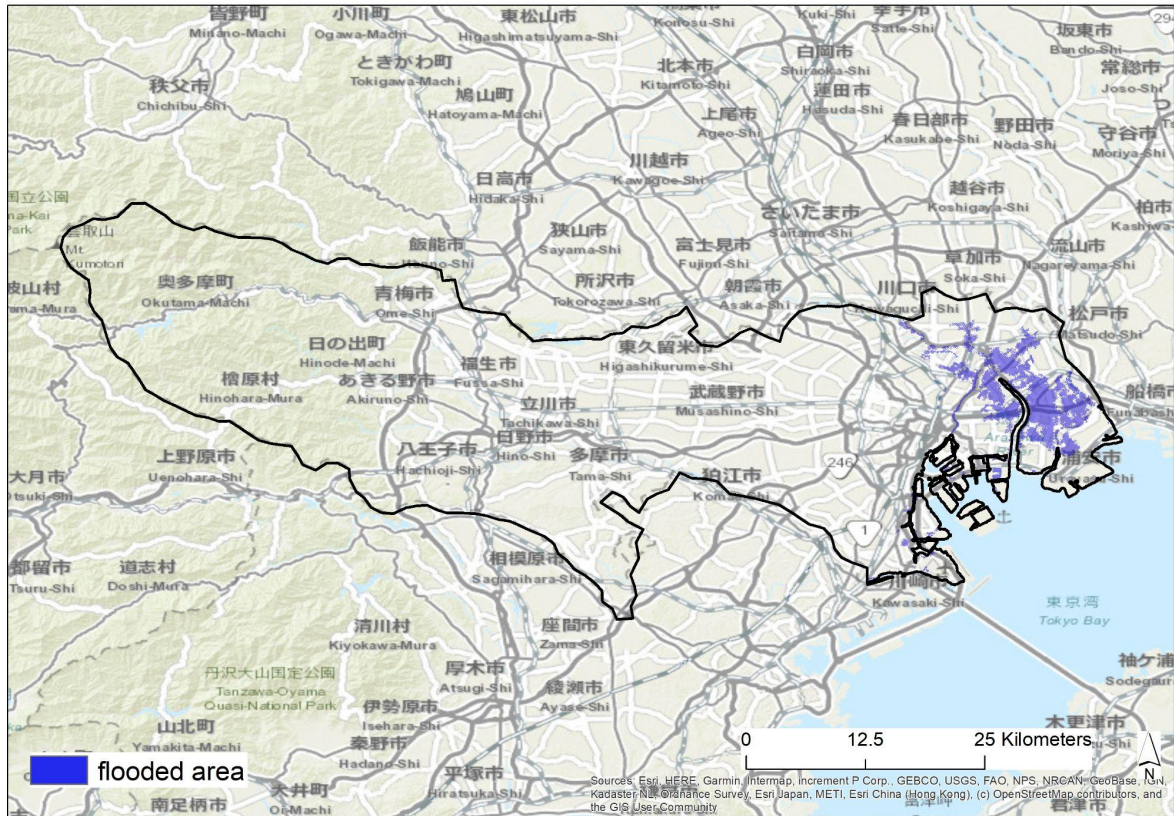 皆野町
Minano-Machi
小川町
Ogawa-Machi
東松山市
Higashimatsuyama-Shi
Konosu-Shi
Kuki-Shi
Satte-Shi
坂東市
Bando-Shi
294
白岡市
Shiraoka-Shi
ときがわ町
Tokigawa-Machi
北本市
Kitamoto-Shi
常総市
Joso-Shi
秩父市
Chichibu-Shi
鳩山町
Hatoyama-Machi
蓮田市
Hasuda-Shi
上尾市
Ageo-Shi
春日部市
Kasukabe-Shi
野田市
Noda-Shi
守谷市
Moriya-Shi
川越市
Kawagoe-Shi
日高市
Hidaka-Shi
越谷市
Koshigaya-Shi
国立公園
Park
柏市
Kashiwa-Shi
さいたま市
Saitama-Shi
狭山市
Sayama-Shi
飯能市
富士見市
Fujimi-Shi
流山市
Nagareyama-Shi
草加市
Soka-Shi
雲取山
Mt.
Kumotori
奥多摩町
Okutama-Machi
青梅市
Ome-Shi
所沢市
Tokorozawa-Shi
朝霞市
Asaka-Shi
川口市
Kawaguchi-Shi
松戸市
Matsudo-Shi
日の出町
Hinode-Machi
東久留米市
Higashikurume-Shi
福生市
Fussa-Shi
檜原村
Hinohara-Mura
あきる野市
Akiruno-Shi
武蔵野市
Musashino-Shi
船橋
Funabash
立川市
Tachikawa-Shi
日野市
Hino-Shi
八王子市
Hachioji-Shi
多摩市
Tama-Shi
上野原市
Uenohara-Shi
大月市
Otsuki-Shi
狛江市
246
浦安市
Urayasu-Shi
1
相模原市
Sagamihara-Shi
都留市
Tsuru-Shi
道志村
Doshi-Mura
川崎市
Kawasaki-Shi
東京湾
Tokyo Bay
清川村
Kiyokawa-Mura
座間市
Zama-Shi
丹沢大山国定公園
Tanzawa-Oyama
Quasi-National Park
厚木市
Atsugi-Shi
綾瀬市
Ayase-Shi
袖ケ浦
Sodegaura
伊勢原市
Isehara-Shi
山北町
Yamakita-Machi
秦野市
Hadano-Shi
木更津市
平塚市
Hiratsuka-Shi
大井町
Oi-Machi
南足柄市
君津市
0 12.5 25 Kilometers
N
flooded area
Sources: Esri, HERE, Garmin, Intermap, increment P Corp., GEBCO, USGS, FAO, NPS, NRCAN, GeoBase, IGN,
Kadaster NL, Ordnance Survey, Esri Japan, METI, Esri China (Hong Kong), (c) OpenStreetMap contributors, and
the GIS User Community